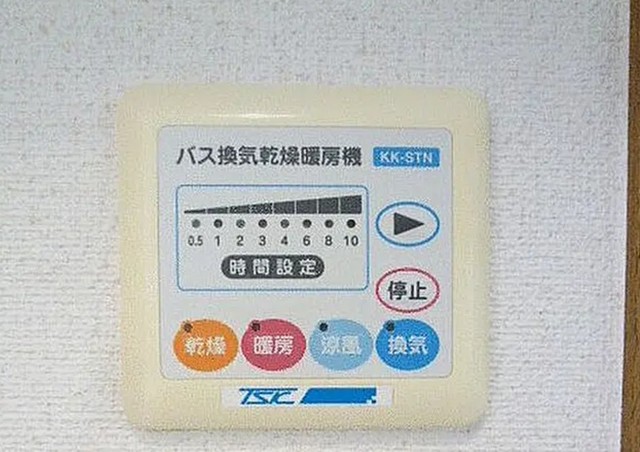 バス換気乾燥暖房機 KK-STN
0.5 1 2 3 4 6 8 10
時間設定
停止
乾燥 暖房 涼風 換気
TSK